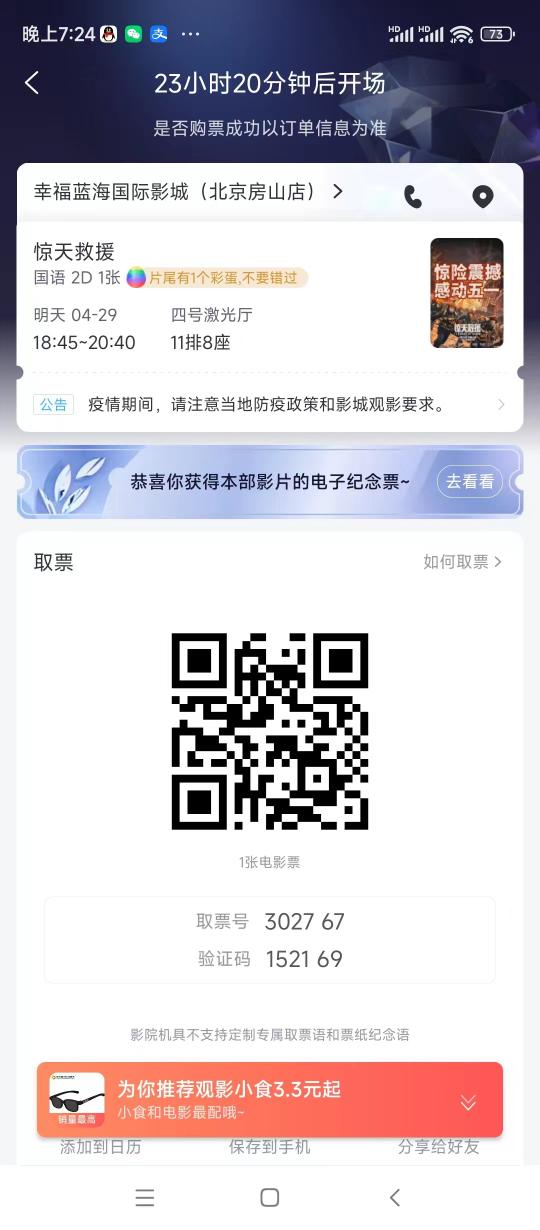 晚上7:24
HD HD 6 73
23小时20分钟后开场
是否购票成功以订单信息为准
幸福蓝海国际影城（北京房山店）
惊天救援
国语 2D 1张 片尾有1个彩蛋,不要错过
明天 04-29 四号激光厅
18:45~20:40 11排8座
惊险震撼
感动五一
惊天救援
公告 疫情期间，请注意当地防疫政策和影城观影要求。
恭喜你获得本部影片的电子纪念票~ 去看看
取票 如何取票
1张电影票
取票号 3027 67
验证码 1521 69
影院机具不支持定制专属取票语和票纸纪念语
为你推荐观影小食3.3元起
小食和电影最配哦~
销量最高
添加到日历 保存到手机 分享给好友